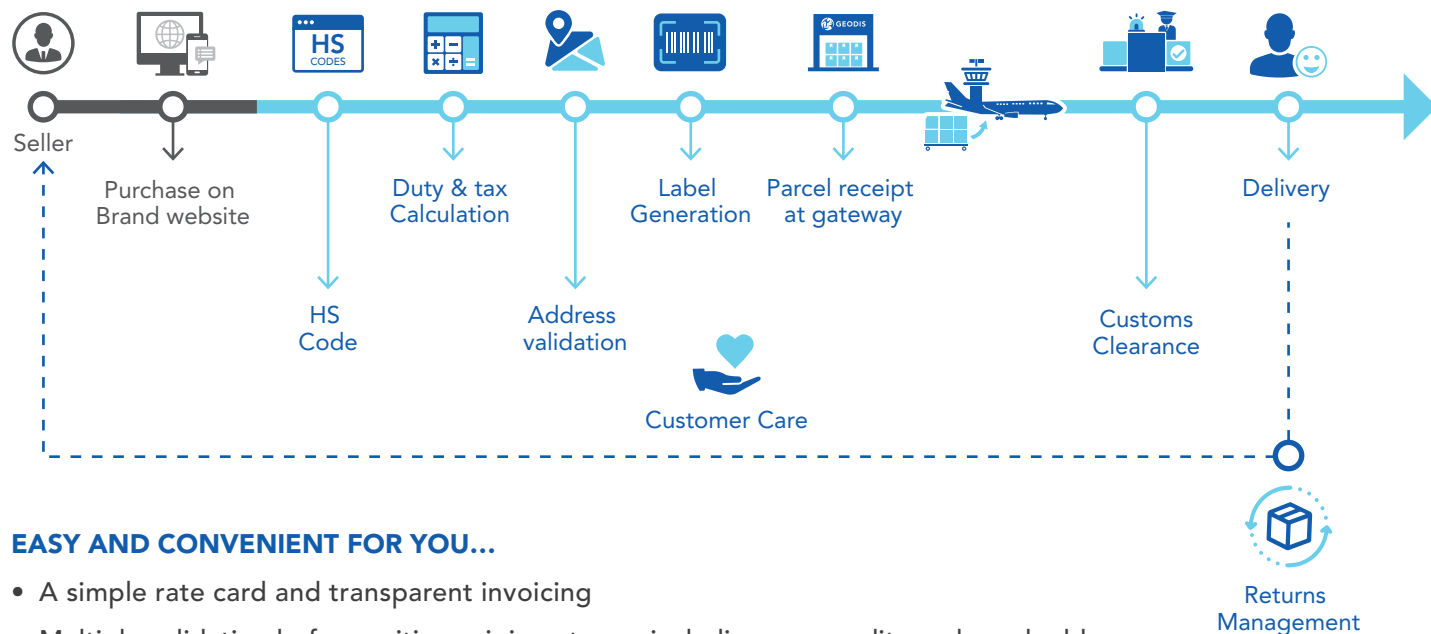 HS
CODES
GEODIS
Seller
Purchase on
Brand website
HS
Code
Duty & tax
Calculation
Address
validation
Label
Generation
Parcel receipt
at gateway
Customs
Clearance
Delivery
Customer Care
Returns
Management
EASY AND CONVENIENT FOR YOU...
• A simple rate card and transparent invoicing